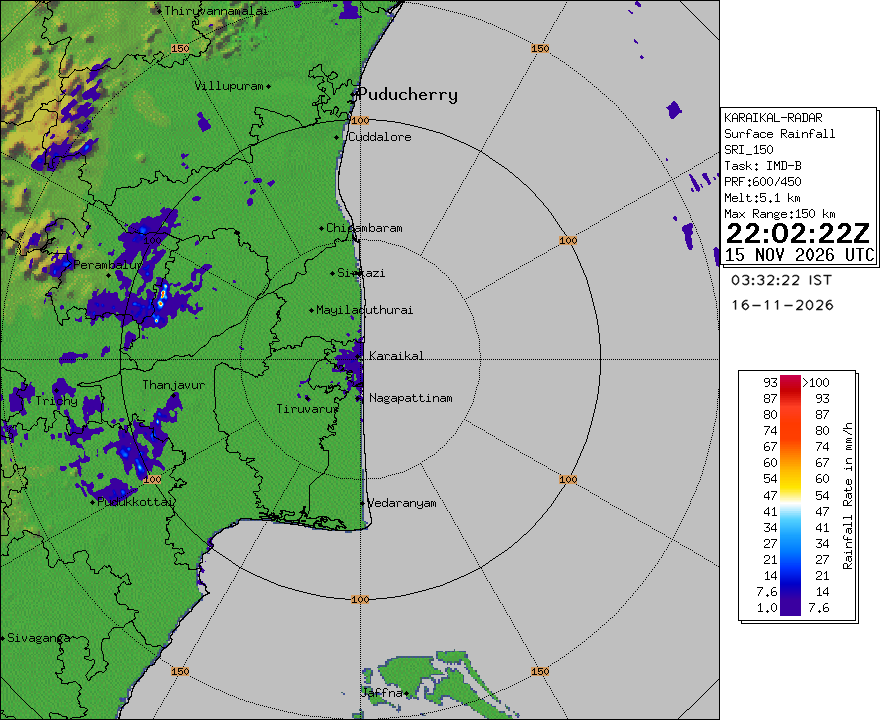 Thiruvannamalai
150
150
Villupuram
Puducherry
100
Cuddalore
KARAIKAL-RADAR
Surface Rainfall
SRI_150
Task: IMD-B
PRF:600/450
Melt:5.1 km
Max Range:150 km
22:02:22Z
15 NOV 2026 UTC
03:32:22 IST
16-11-2026
Chidambaram
100
100
Perambalur
Sirkazi
Mayiladuthurai
Karaikal
Thanjavur
Trichy
Nagapattinam
Tiruvarur
100
100
Pudukkottai
Vedaranyam
100
Sivaganga
150
150
Jaffna
93 >100
87 93
80 87
74 80
67 74
60 67
54 60
47 54
41 47
34 41
27 34
21 27
14 21
7.6 14
1.0 7.6
Rainfall Rate in mm/h